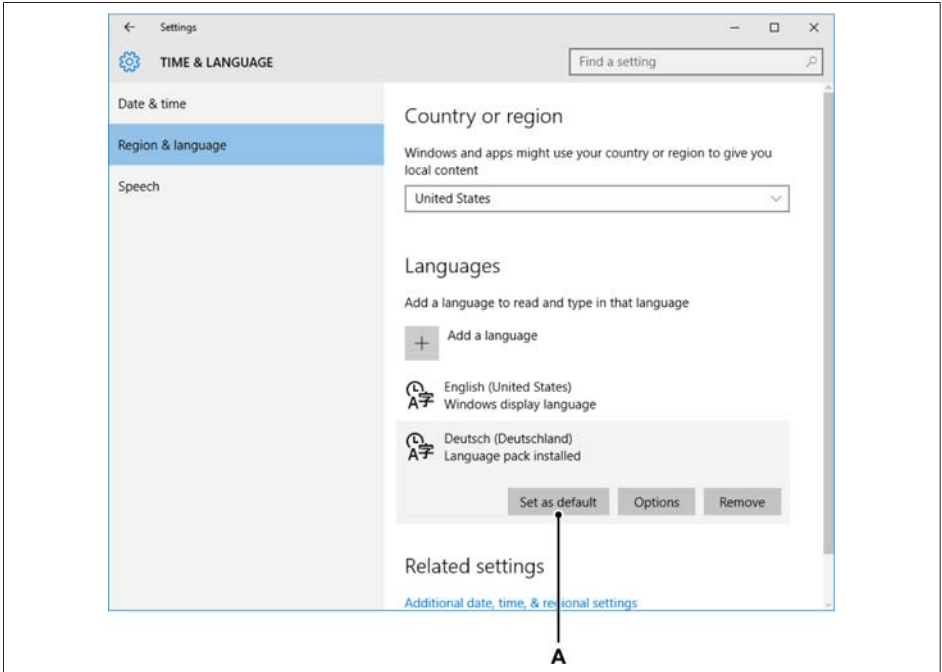 Settings
TIME & LANGUAGE
Find a setting
Date & time
Region & language
Speech
Country or region
Windows and apps might use your country or region to give you
local content
United States
Languages
Add a language to read and type in that language
Add a language
English (United States)
Windows display language
Deutsch (Deutschland)
Language pack installed
Set as default Options Remove
Related settings
Additional date, time, & regional settings
A